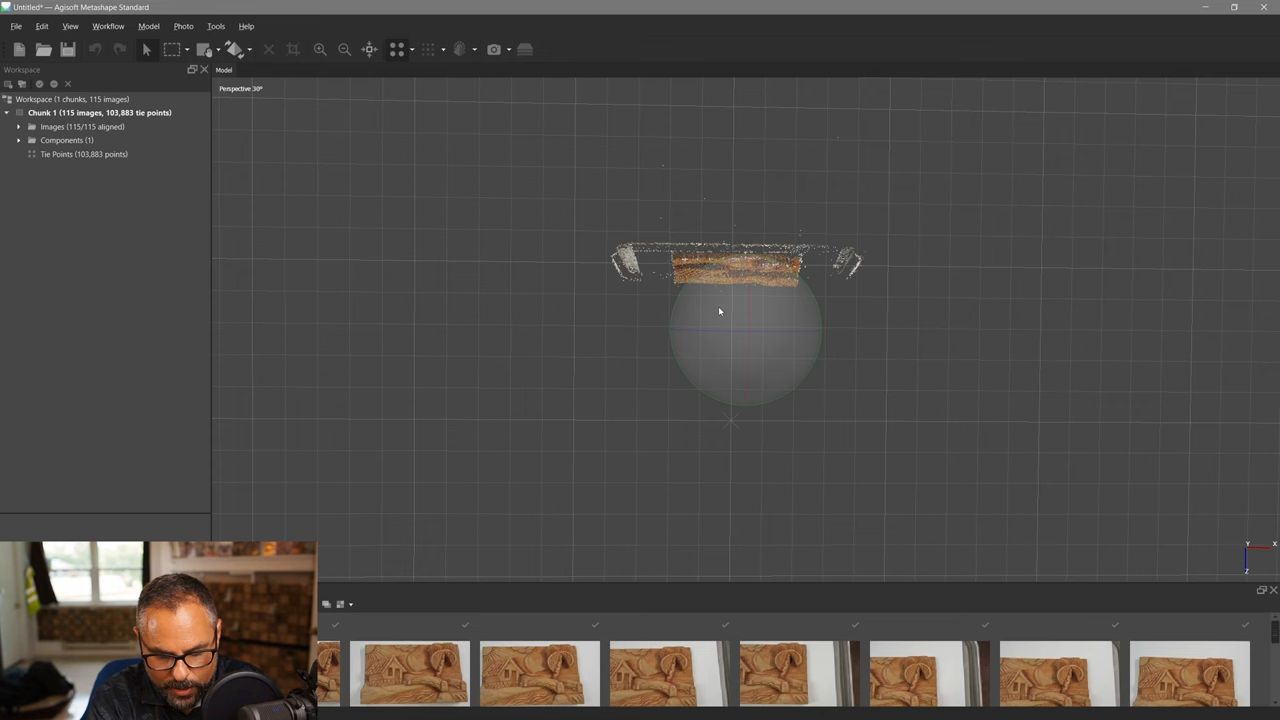 Untitled* — Agisoft Metashape Standard
File Edit View Workflow Model Photo Tools Help
Workspace
Model
Perspective 30°
Workspace (1 chunks, 115 images)
Chunk 1 (115 images, 103,883 tie points)
Images (115/115 aligned)
Components (1)
Tie Points (103,883 points)
Y X
Z